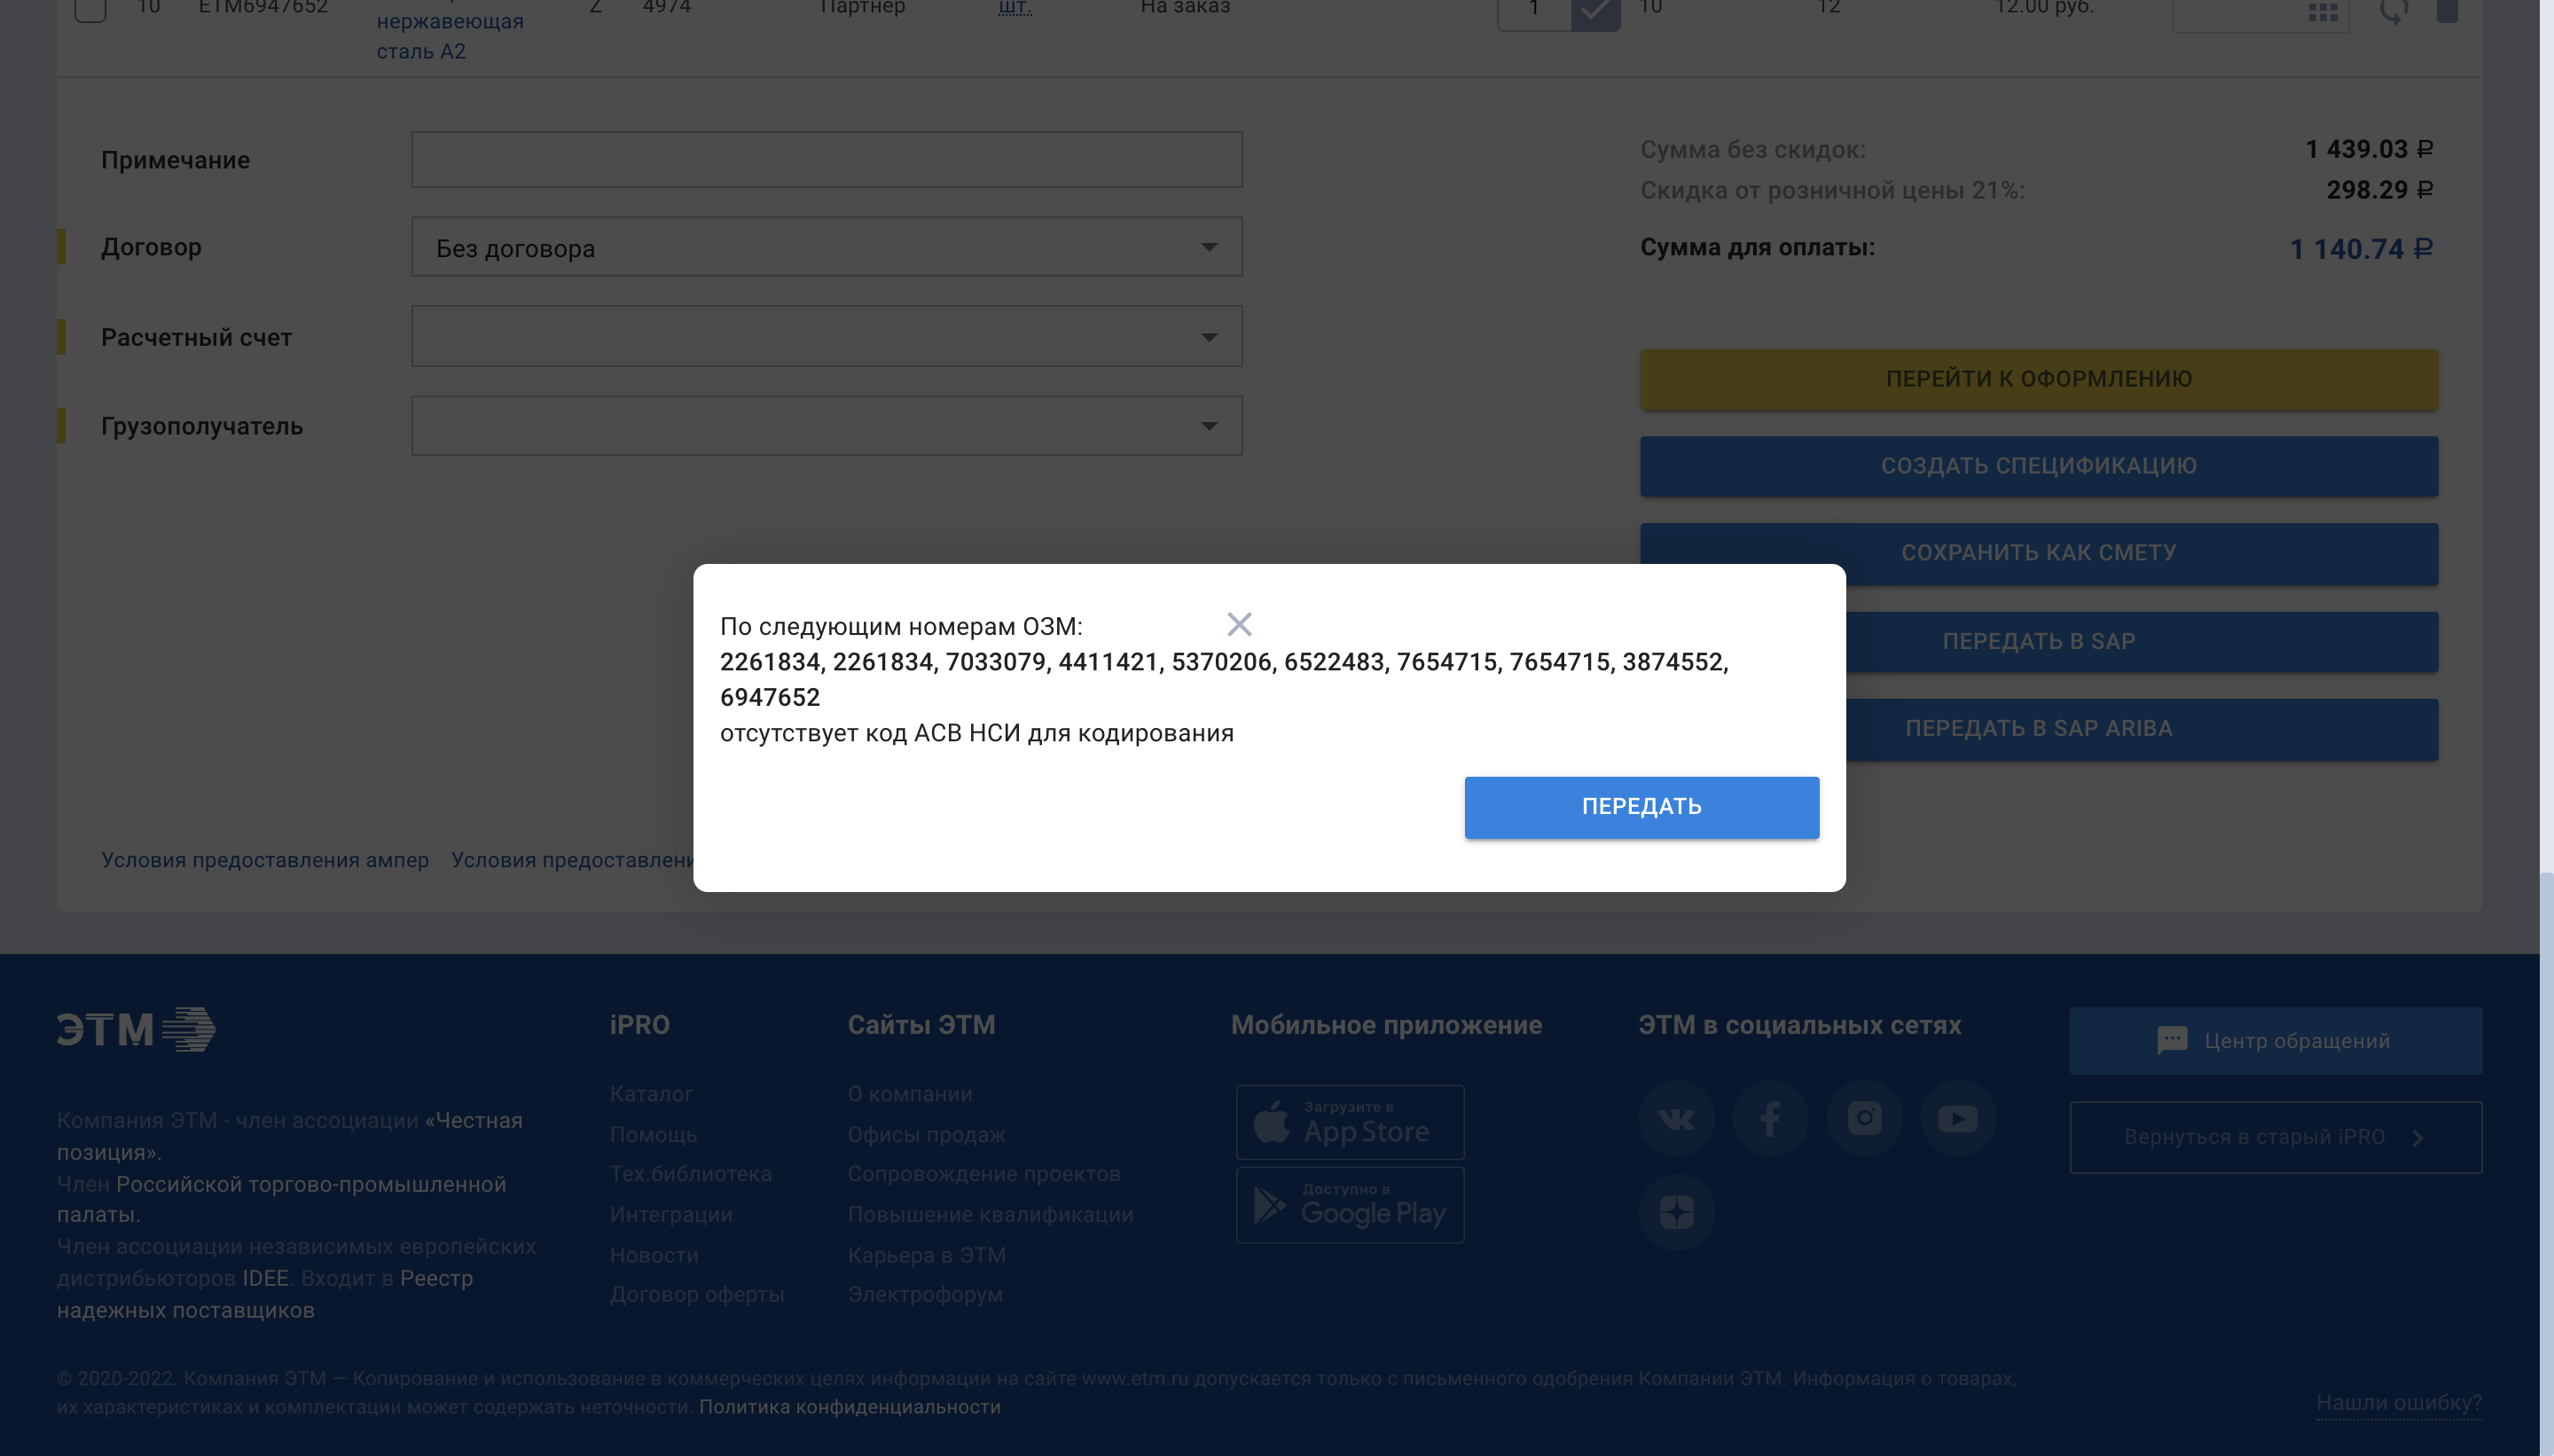 10 ETM6947652 нержавеющая Z 4974 Партнер шт. На заказ 1 10 12 12.00 руб.
сталь А2
Примечание
Договор Без договора
Расчетный счет
Грузополучатель
Сумма без скидок: 1 439.03 ₽
Скидка от розничной цены 21%: 298.29 ₽
Сумма для оплаты: 1 140.74 ₽
ПЕРЕЙТИ К ОФОРМЛЕНИЮ
СОЗДАТЬ СПЕЦИФИКАЦИЮ
СОХРАНИТЬ КАК СМЕТУ
ПЕРЕДАТЬ В SAP
ПЕРЕДАТЬ В SAP ARIBA
По следующим номерам ОЗМ:
2261834, 2261834, 7033079, 4411421, 5370206, 6522483, 7654715, 7654715, 3874552,
6947652
отсутствует код АСВ НСИ для кодирования
ПЕРЕДАТЬ
Условия предоставления ампер Условия
ЭТМ
Компания ЭТМ - член ассоциации «Честная
позиция».
Член Российской торгово-промышленной
палаты.
Член ассоциации независимых европейских
дистрибьюторов IDEE. Входит в Реестр
надежных поставщиков
iPRO
Каталог
Помощь
Тех.библиотека
Интеграции
Новости
Договор оферты
Сайты ЭТМ
О компании
Офисы продаж
Сопровождение проектов
Повышение квалификации
Карьера в ЭТМ
Электрофорум
Мобильное приложение
Загрузите в
App Store
Доступно в
Google Play
ЭТМ в социальных сетях
Центр обращений
Вернуться в старый iPRO
© 2020-2022. Компания ЭТМ — Копирование и использование в коммерческих целях информации на сайте www.etm.ru допускается только с письменного одобрения Компании ЭТМ. Информация о товарах,
их характеристиках и комплектации может содержать неточности. Политика конфиденциальности
Нашли ошибку?